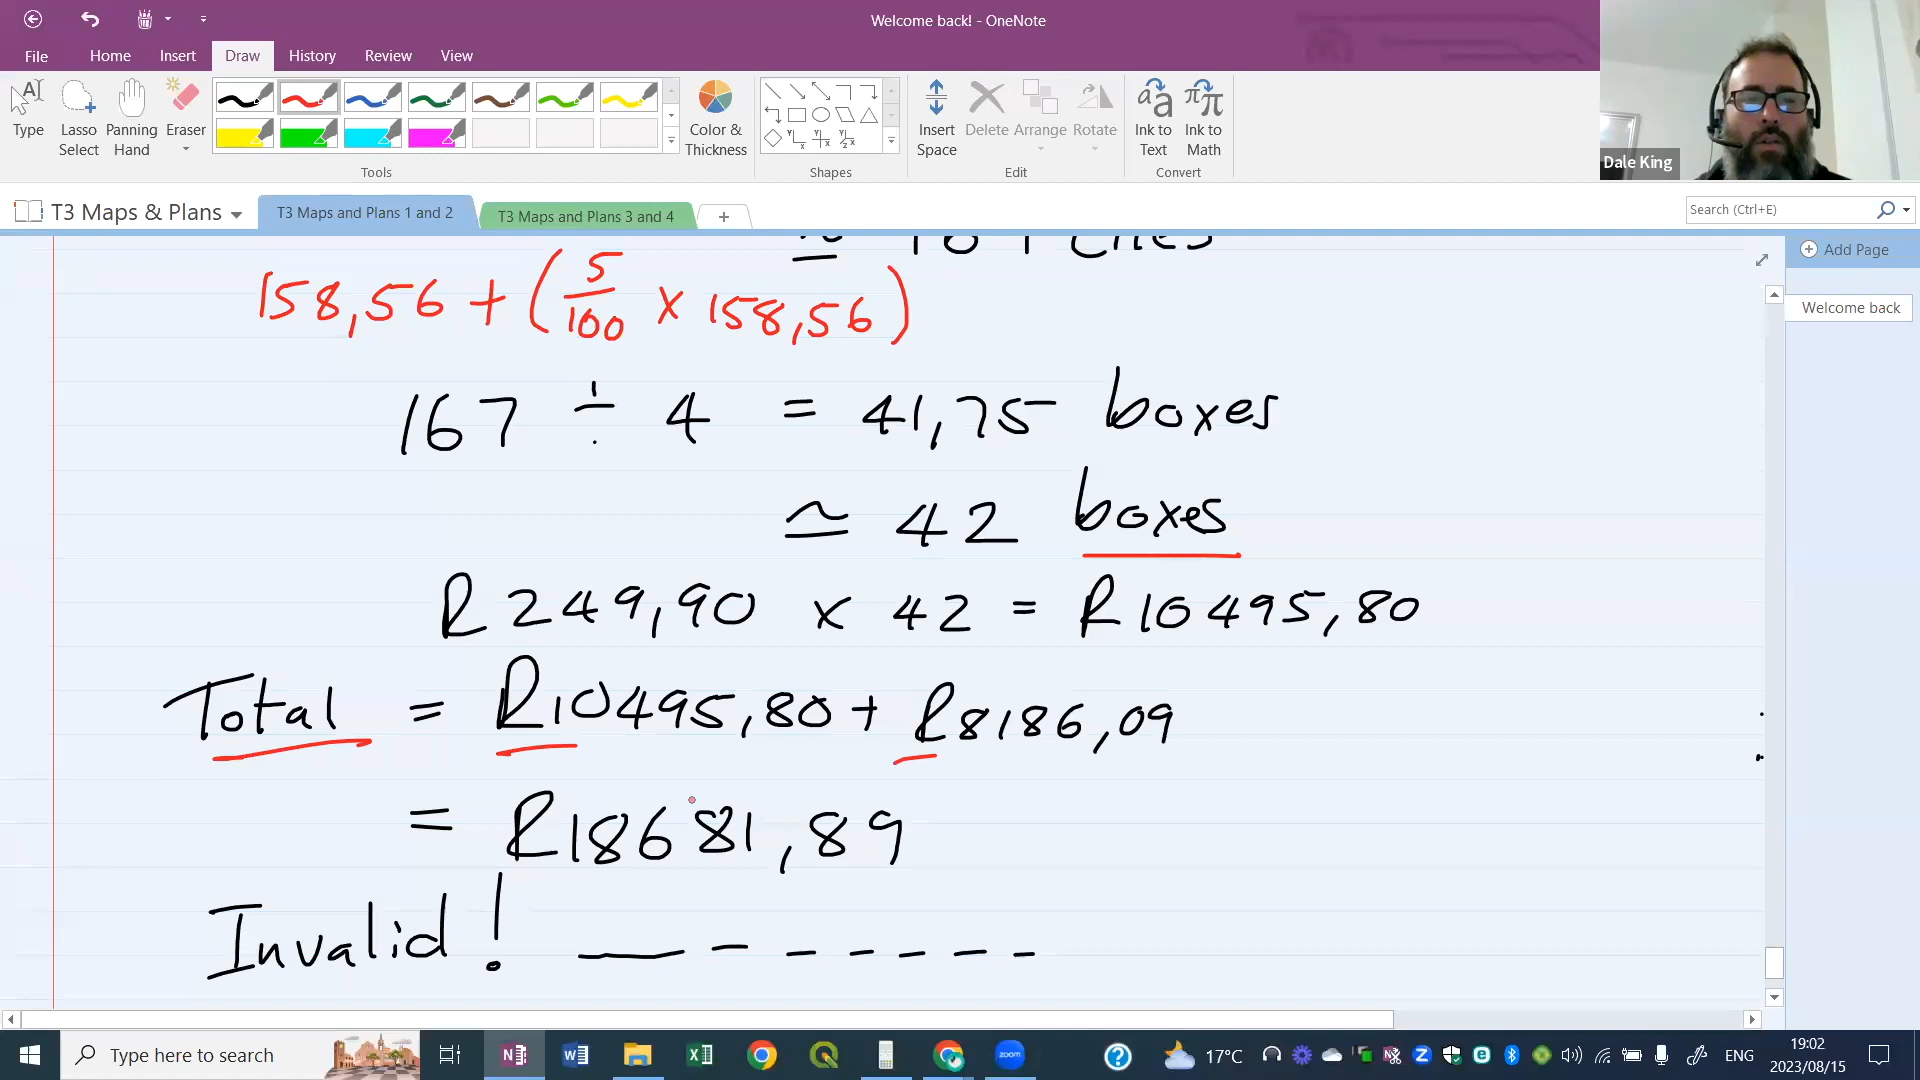 Welcome back! - OneNote
File Home Insert Draw History Review View
Type
Lasso Select
Panning Hand
Eraser
Color & Thickness
Insert Space
Delete
Arrange
Rotate
Ink to Text
Ink to Math
Tools
Shapes
Edit
Convert
Dale King
T3 Maps & Plans
T3 Maps and Plans 1 and 2
T3 Maps and Plans 3 and 4
Search (Ctrl+E)
Add Page
Welcome back
158,56 + (5/100 × 158,56)
167 ÷ 4 = 41,75 boxes
≃ 42 boxes
R249,90 × 42 = R10495,80
Total = R10495,80 + R8186,09
= R18681,89
Invalid!
Type here to search
zoom
17°C
ENG
19:02
2023/08/15